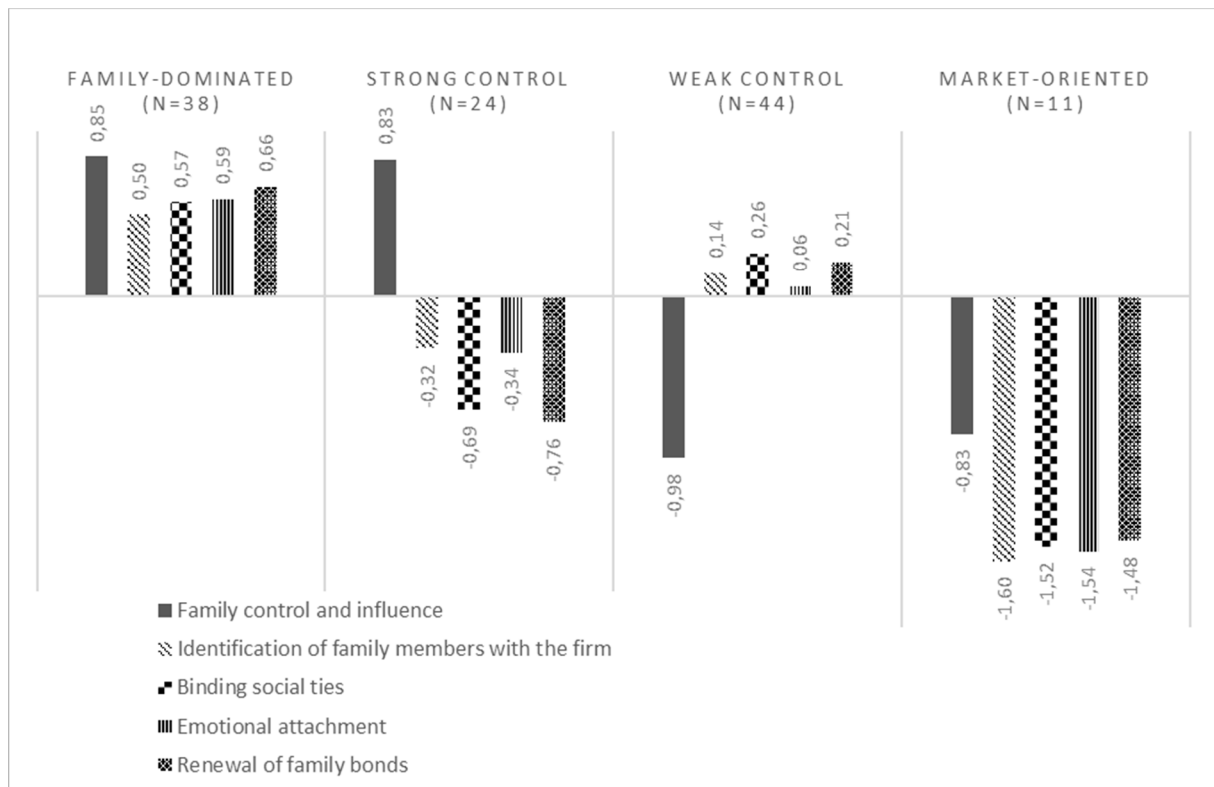 FAMILY-DOMINATED
(N=38)
STRONG CONTROL
(N=24)
WEAK CONTROL
(N=44)
MARKET-ORIENTED
(N=11)
0,85
0,50
0,57
0,59
0,66
0,83
-0,32
-0,69
-0,34
-0,76
-0,98
0,14
0,26
0,06
0,21
-0,83
-1,60
-1,52
-1,54
-1,48
Family control and influence
Identification of family members with the firm
Binding social ties
Emotional attachment
Renewal of family bonds